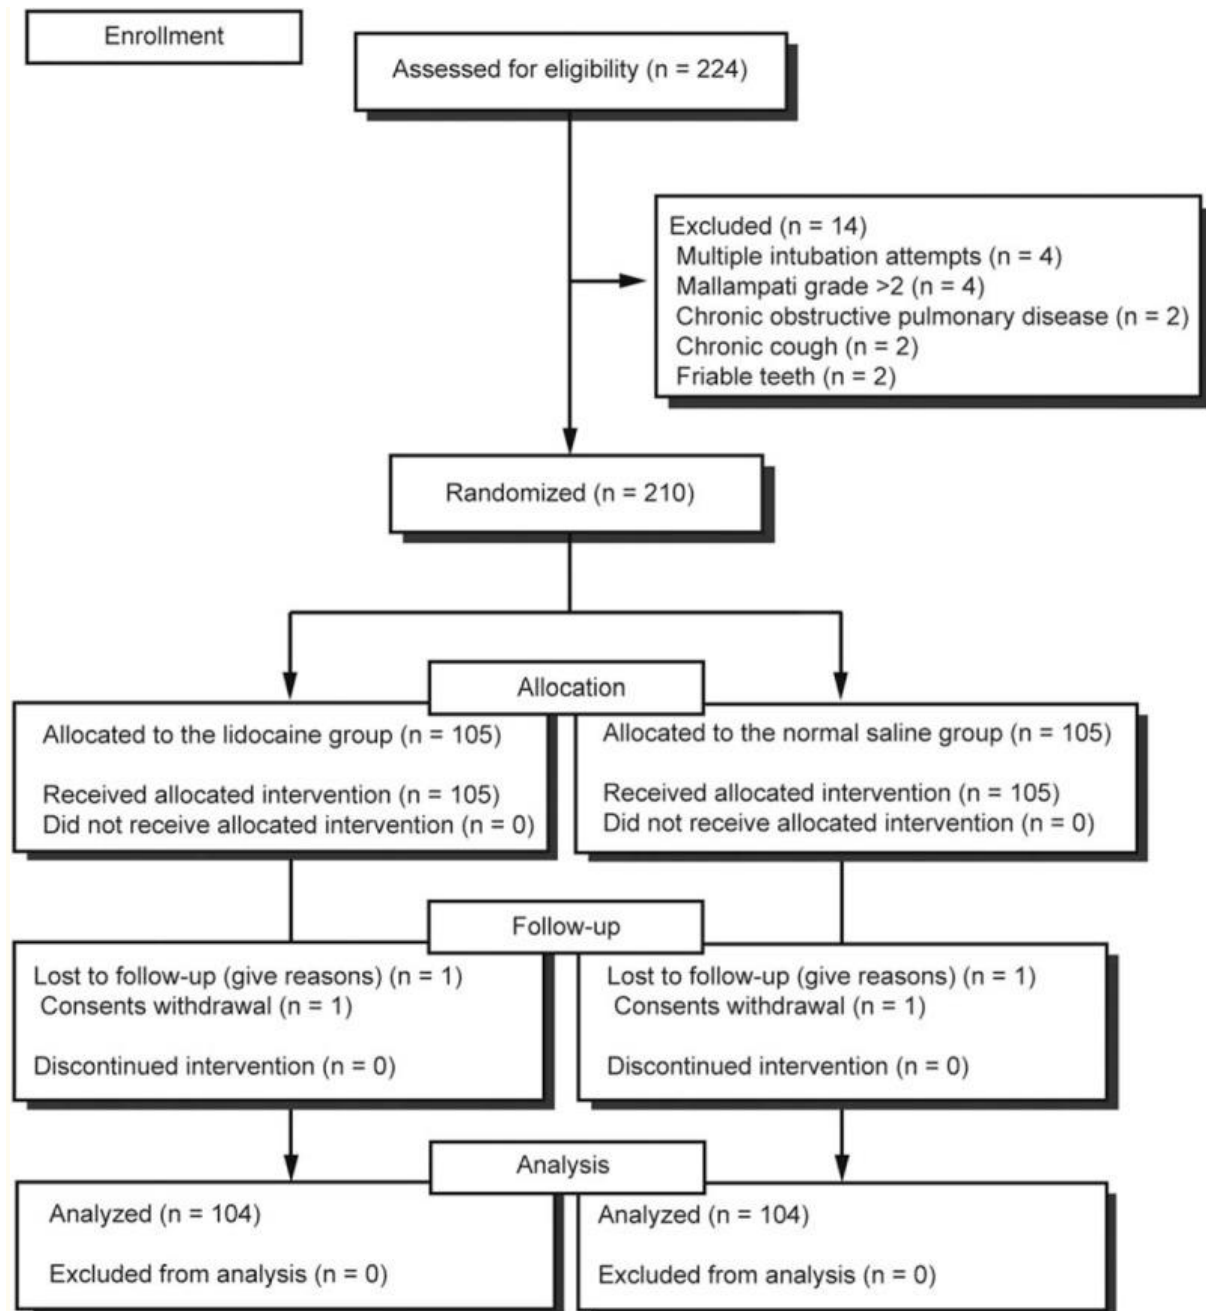 Enrollment
Assessed for eligibility (n = 224)
Excluded (n = 14)
Multiple intubation attempts (n = 4)
Mallampati grade >2 (n = 4)
Chronic obstructive pulmonary disease (n = 2)
Chronic cough (n = 2)
Friable teeth (n = 2)
Randomized (n = 210)
Allocation
Allocated to the lidocaine group (n = 105)
Received allocated intervention (n = 105)
Did not receive allocated intervention (n = 0)
Allocated to the normal saline group (n = 105)
Received allocated intervention (n = 105)
Did not receive allocated intervention (n = 0)
Follow-up
Lost to follow-up (give reasons) (n = 1)
Consents withdrawal (n = 1)
Discontinued intervention (n = 0)
Lost to follow-up (give reasons) (n = 1)
Consents withdrawal (n = 1)
Discontinued intervention (n = 0)
Analysis
Analyzed (n = 104)
Excluded from analysis (n = 0)
Analyzed (n = 104)
Excluded from analysis (n = 0)